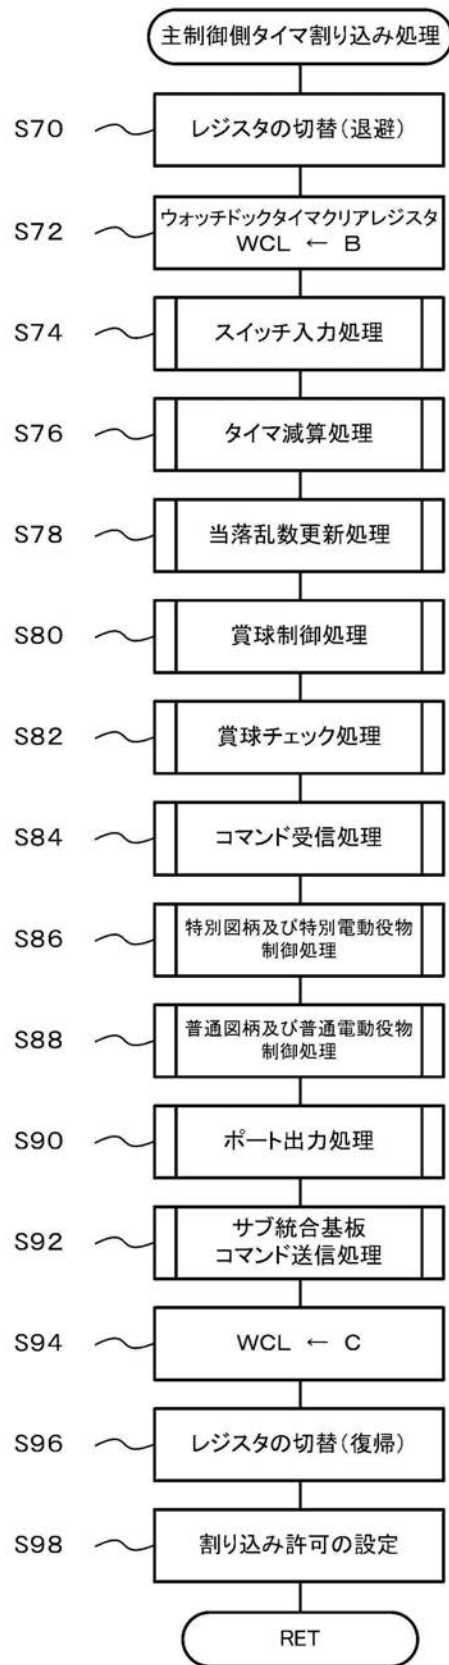 主制御側タイマ割り込み処理
S70 レジスタの切替(退避)
S72 ウォッチドックタイマクリアレジスタ
WCL ← B
S74 スイッチ入力処理
S76 タイマ減算処理
S78 当落乱数更新処理
S80 賞球制御処理
S82 賞球チェック処理
S84 コマンド受信処理
S86 特別図柄及び特別電動役物
制御処理
S88 普通図柄及び普通電動役物
制御処理
S90 ポート出力処理
S92 サブ統合基板
コマンド送信処理
S94 WCL ← C
S96 レジスタの切替(復帰)
S98 割り込み許可の設定
RET